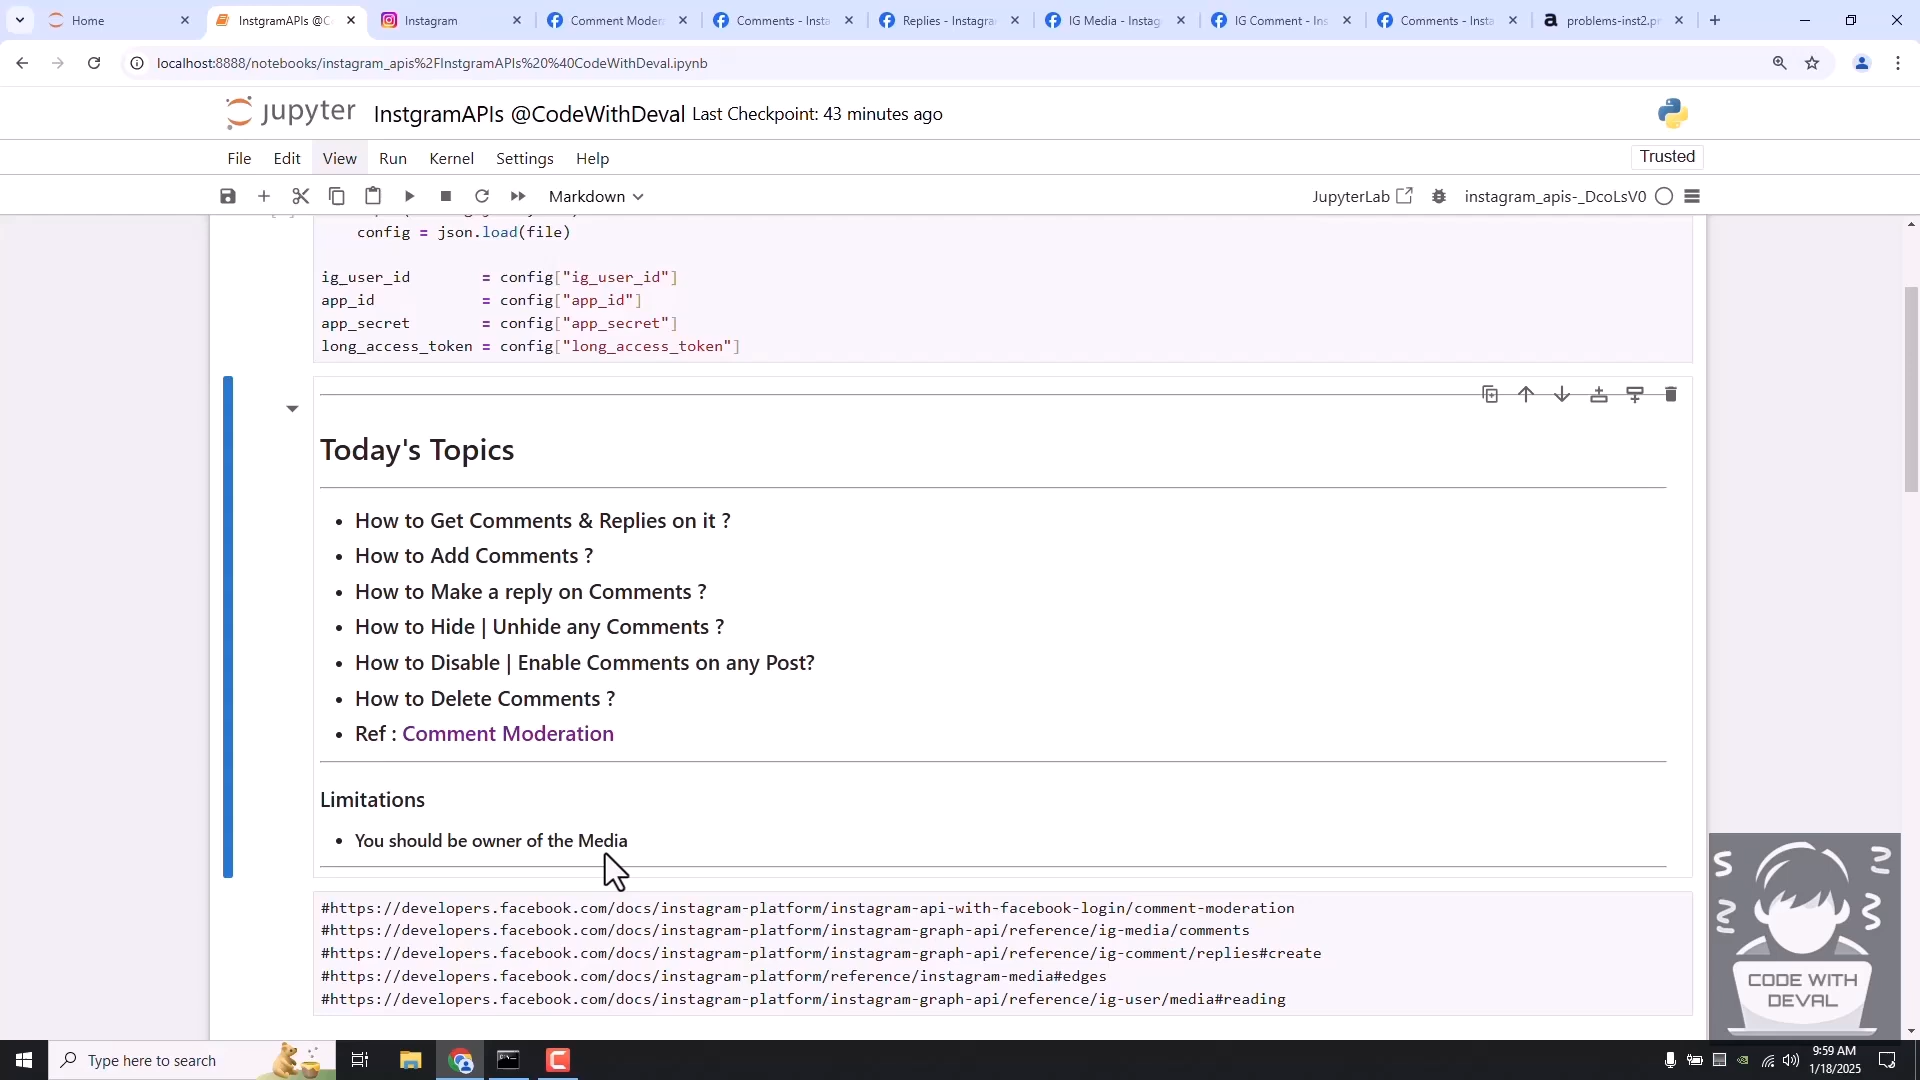 Home
InstgramAPIs @C
Instagram
Comment Moder
Comments - Insta
Replies - Instagra
IG Media - Instag
IG Comment - Ins
Comments - Insta
problems-inst2.pn
localhost:8888/notebooks/instagram_apis%2FInstgramAPIs%20%40CodeWithDeval.ipynb
jupyter InstgramAPIs @CodeWithDeval Last Checkpoint: 43 minutes ago
File Edit View Run Kernel Settings Help Trusted
Markdown JupyterLab instagram_apis-_DcoLsV0
config = json.load(file)
ig_user_id = config["ig_user_id"]
app_id = config["app_id"]
app_secret = config["app_secret"]
long_access_token = config["long_access_token"]
Today's Topics
• How to Get Comments & Replies on it ?
• How to Add Comments ?
• How to Make a reply on Comments ?
• How to Hide | Unhide any Comments ?
• How to Disable | Enable Comments on any Post?
• How to Delete Comments ?
• Ref : Comment Moderation
Limitations
• You should be owner of the Media
#https://developers.facebook.com/docs/instagram-platform/instagram-api-with-facebook-login/comment-moderation
#https://developers.facebook.com/docs/instagram-platform/instagram-graph-api/reference/ig-media/comments
#https://developers.facebook.com/docs/instagram-platform/instagram-graph-api/reference/ig-comment/replies#create
#https://developers.facebook.com/docs/instagram-platform/reference/instagram-media#edges
#https://developers.facebook.com/docs/instagram-platform/instagram-graph-api/reference/ig-user/media#reading
CODE WITH
DEVAL
Type here to search
9:59 AM
1/18/2025